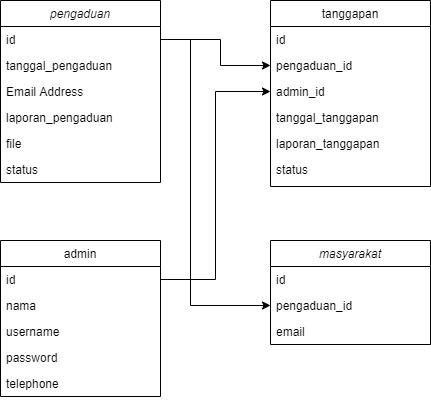 pengaduan
id
tanggal_pengaduan
Email Address
laporan_pengaduan
file
status
tanggapan
id
pengaduan_id
admin_id
tanggal_tanggapan
laporan_tanggapan
status
admin
id
nama
username
password
telephone
masyarakat
id
pengaduan_id
email